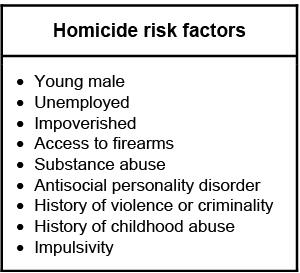 Homicide risk factors
• Young male
• Unemployed
• Impoverished
• Access to firearms
• Substance abuse
• Antisocial personality disorder
• History of violence or criminality
• History of childhood abuse
• Impulsivity